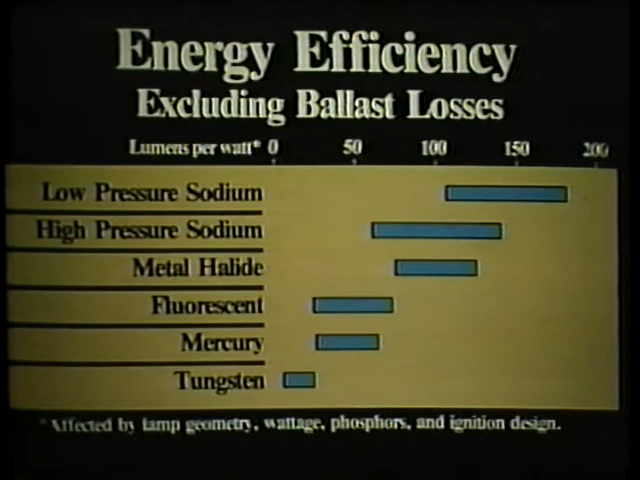 Energy Efficiency
Excluding Ballast Losses
Lumens per watt* 0 50 100 150 200
Low Pressure Sodium
High Pressure Sodium
Metal Halide
Fluorescent
Mercury
Tungsten
*Affected by lamp geometry, wattage, phosphors, and ignition design.